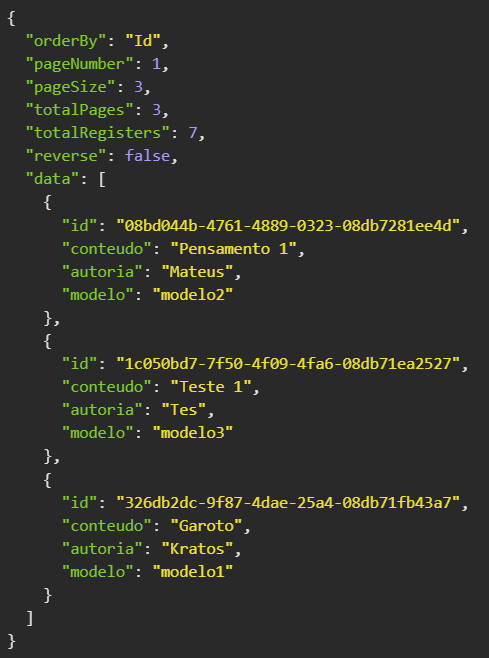 {
  "orderBy": "Id",
  "pageNumber": 1,
  "pageSize": 3,
  "totalPages": 3,
  "totalRegisters": 7,
  "reverse": false,
  "data": [
    {
      "id": "08bd044b-4761-4889-0323-08db7281ee4d",
      "conteudo": "Pensamento 1",
      "autoria": "Mateus",
      "modelo": "modelo2"
    },
    {
      "id": "1c050bd7-7f50-4f09-4fa6-08db71ea2527",
      "conteudo": "Teste 1",
      "autoria": "Tes",
      "modelo": "modelo3"
    },
    {
      "id": "326db2dc-9f87-4dae-25a4-08db71fb43a7",
      "conteudo": "Garoto",
      "autoria": "Kratos",
      "modelo": "modelo1"
    }
  ]
}